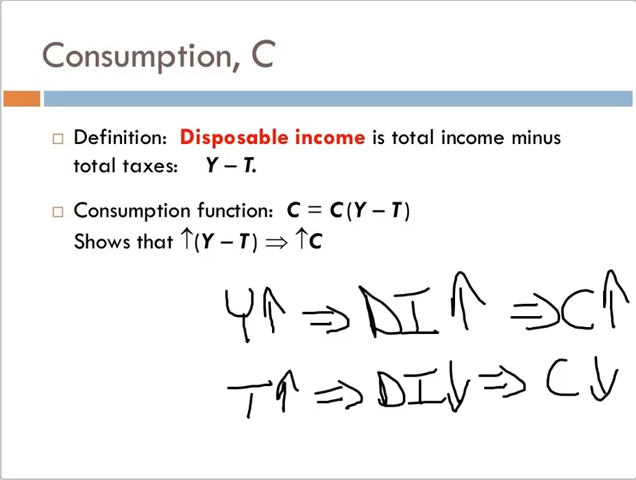 Consumption, C
Definition: Disposable income is total income minus
total taxes: Y – T.
Consumption function: C = C (Y – T )
Shows that ↑(Y – T ) ⇒ ↑C
Y↑ ⇒ DI↑ ⇒ C↑
T↑ ⇒ DI↓ ⇒ C↓